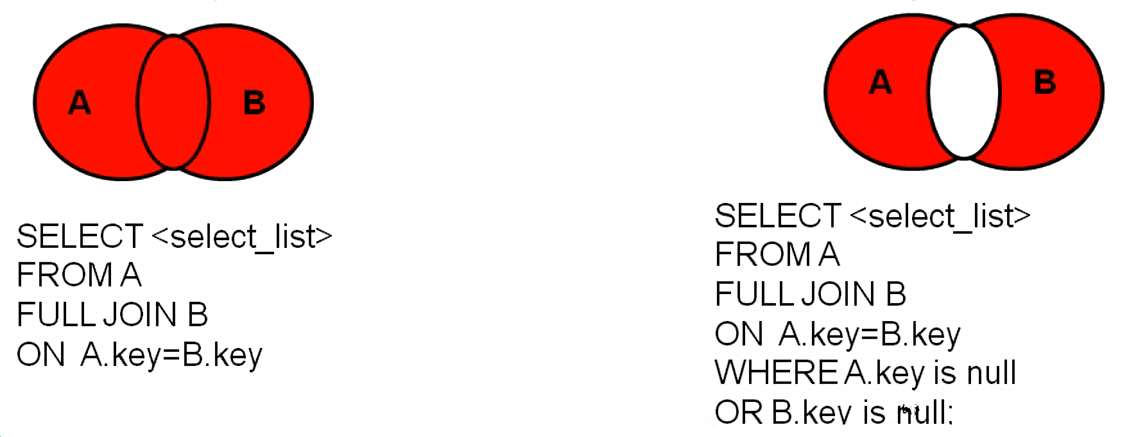 A B
SELECT <select_list>
FROM A
FULL JOIN B
ON A.key=B.key
A B
SELECT <select_list>
FROM A
FULL JOIN B
ON A.key=B.key
WHERE A.key is null
OR B.key is null;